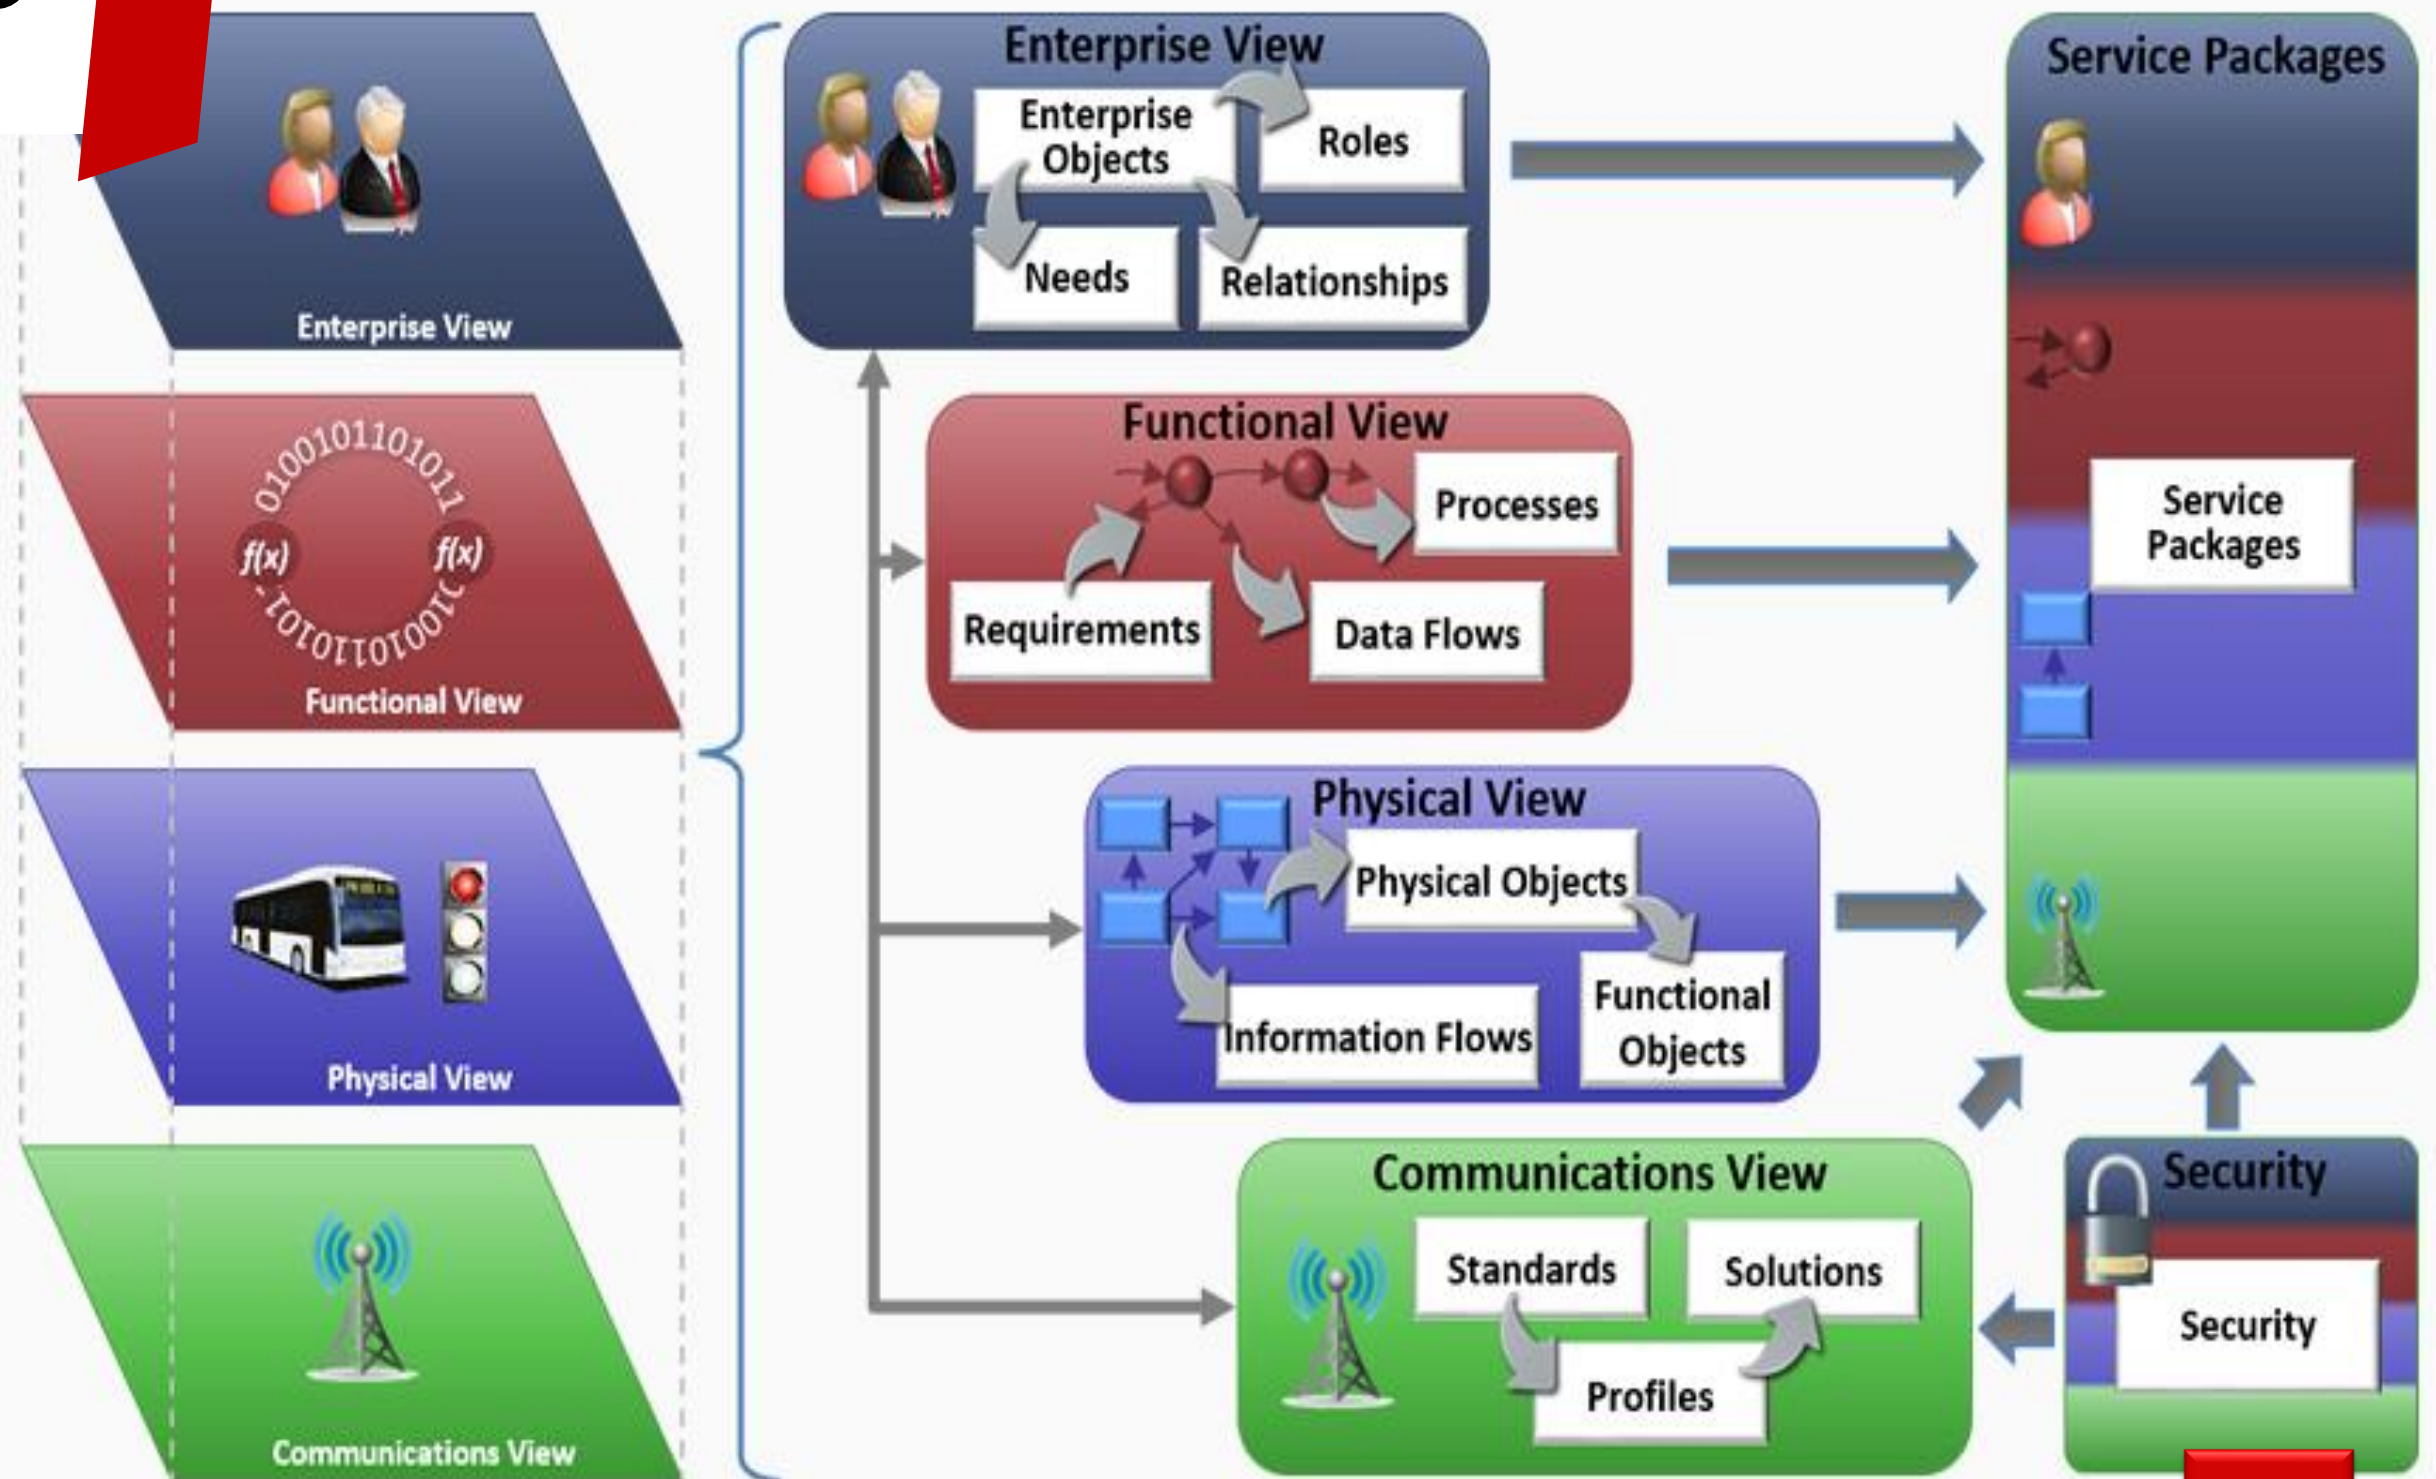 Enterprise View
010010110101011
f(x)
f(x)
Functional View
Physical View
Communications View
Enterprise View
Enterprise
Objects
Roles
Needs
Relationships
Functional View
Processes
Requirements
Data Flows
Physical View
Physical Objects
Information Flows
Functional
Objects
Communications View
Standards
Solutions
Profiles
Service Packages
Service
Packages
Security
Security